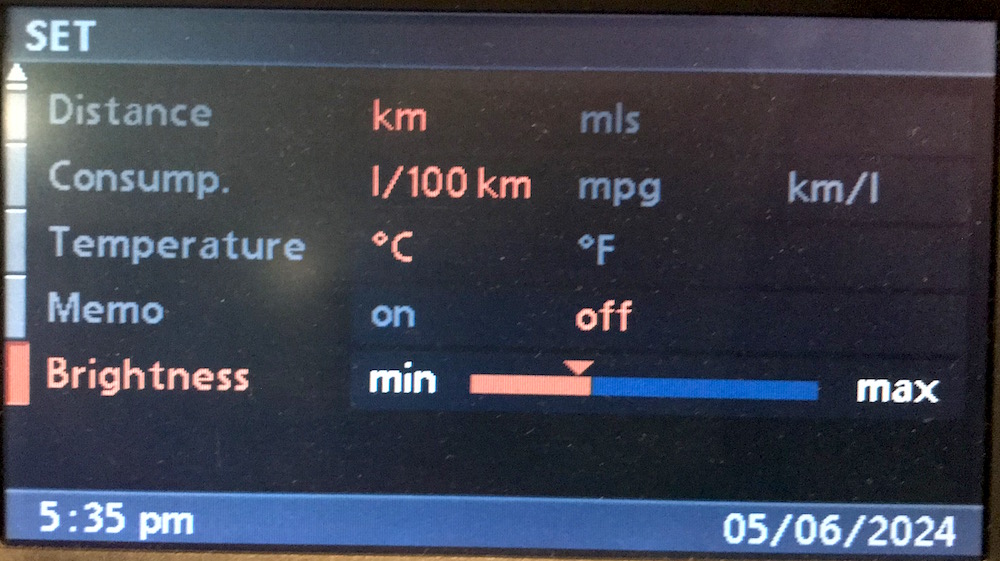 SET
Distance km mls
Consump. l/100 km mpg km/l
Temperature °C °F
Memo on off
Brightness min max
5:35 pm 05/06/2024